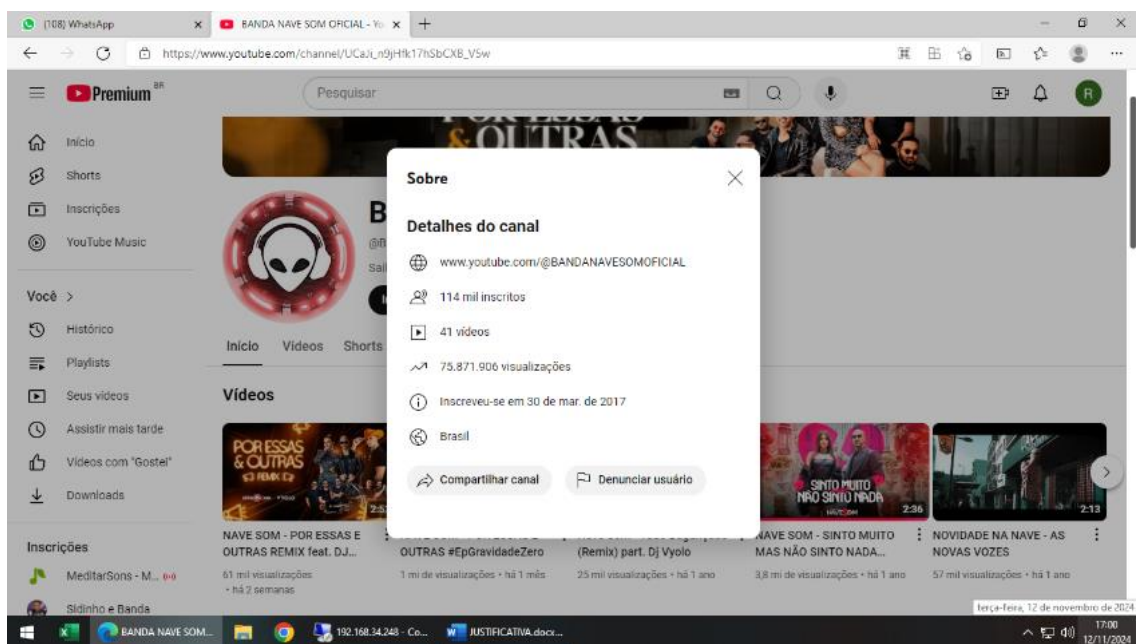 (108) WhatsApp
BANDA NAVE SOM OFICIAL - Yo
https://www.youtube.com/channel/UCaJi_n9jHfk17hSbCXB_V5w
Premium BR
Pesquisar
R
Início
Shorts
Inscrições
YouTube Music
Você >
Histórico
Playlists
Seus vídeos
Assistir mais tarde
Vídeos com "Gostei"
Downloads
Inscrições
MeditarSons - M...
Sidinho e Banda
& OUTRAS
B
Início Vídeos Shorts
Vídeos
Sobre
Detalhes do canal
www.youtube.com/@BANDANAVESOMOFICIAL
114 mil inscritos
41 vídeos
75.871.906 visualizações
Inscreveu-se em 30 de mar. de 2017
Brasil
Compartilhar canal
Denunciar usuário
POR ESSAS
& OUTRAS
REMIX
2:5
NAVE SOM - POR ESSAS E
OUTRAS REMIX feat. DJ...
61 mil visualizações
• há 2 semanas
OUTRAS #EpGravidadeZero
1 mi de visualizações • há 1 mês
(Remix) part. Dj Vyolo
25 mil visualizações • há 1 ano
SINTO MUITO
NÃO SINTO NADA
2:36
NAVE SOM - SINTO MUITO
MAS NÃO SINTO NADA...
3,8 mi de visualizações • há 1 ano
2:13
NOVIDADE NA NAVE - AS
NOVAS VOZES
57 mil visualizações • há 1 ano
terça-feira, 12 de novembro de 2024
BANDA NAVE SOM...
192.168.34.248 - Co...
JUSTIFICATIVA.docx...
17:00
12/11/2024